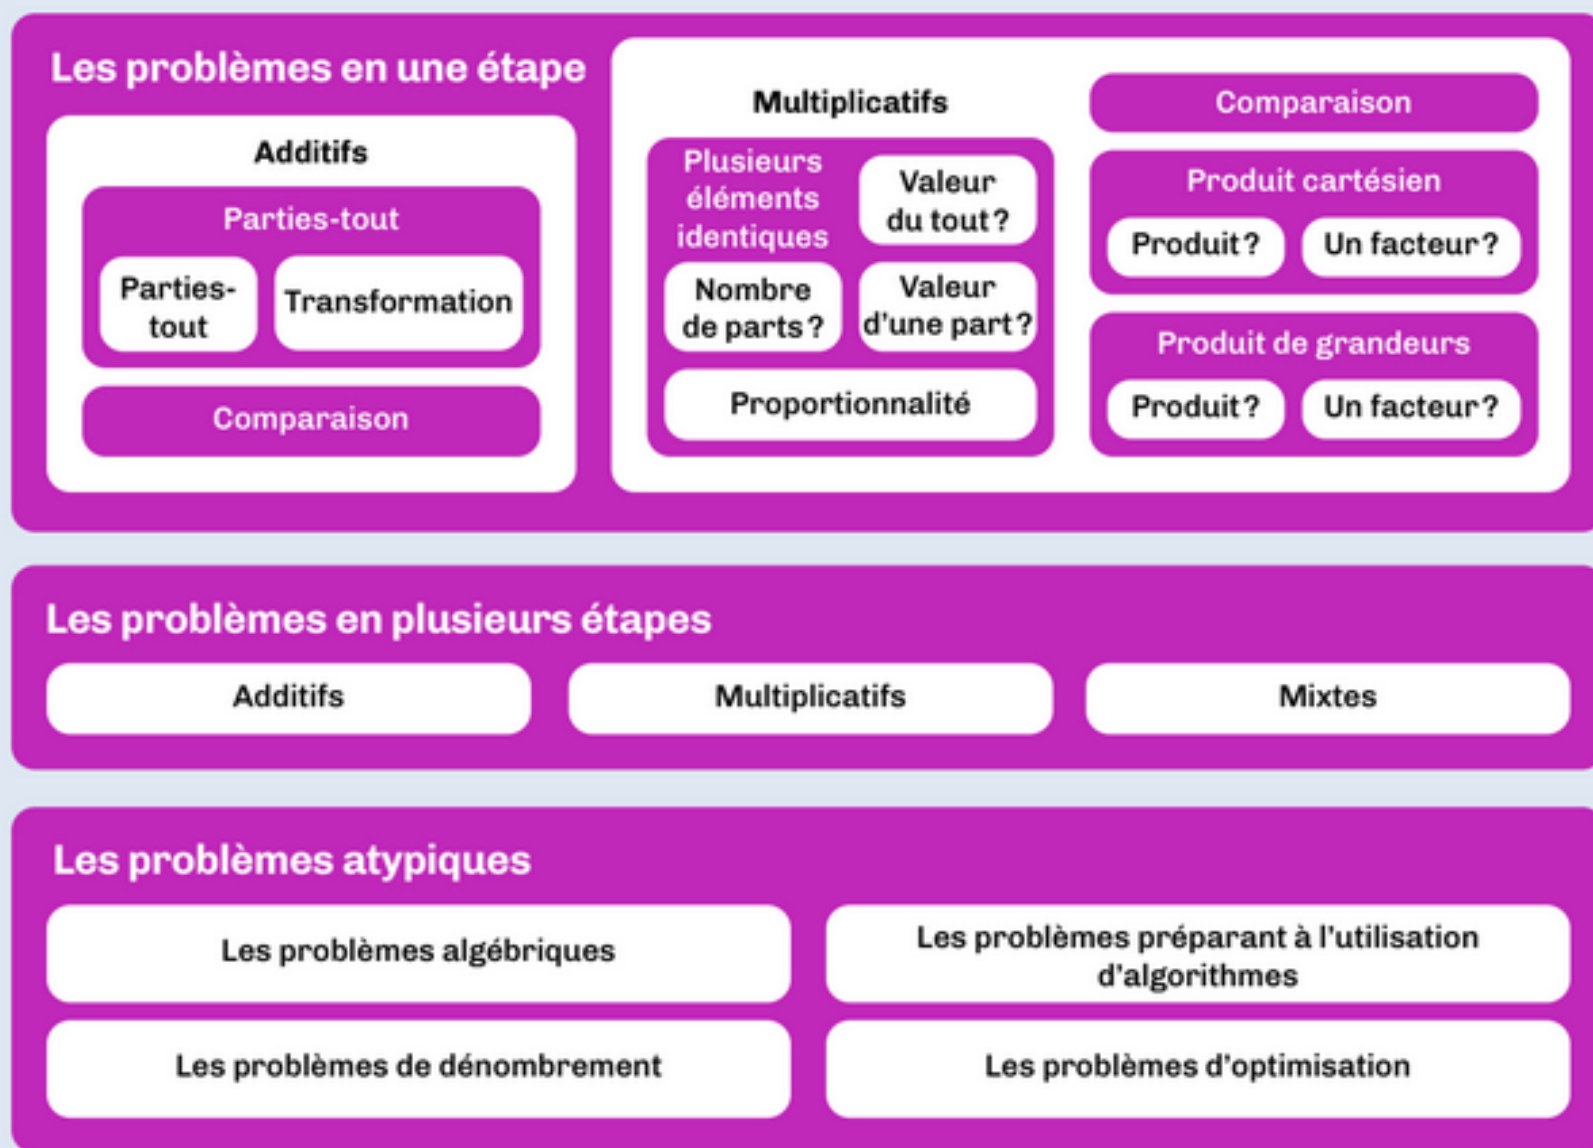 Les problèmes en une étape
Additifs
Parties-tout
Parties-
tout
Transformation
Comparaison
Multiplicatifs
Plusieurs
éléments
identiques
Valeur
du tout ?
Nombre
de parts ?
Valeur
d'une part ?
Proportionnalité
Comparaison
Produit cartésien
Produit ?
Un facteur ?
Produit de grandeurs
Produit ?
Un facteur ?
Les problèmes en plusieurs étapes
Additifs
Multiplicatifs
Mixtes
Les problèmes atypiques
Les problèmes algébriques
Les problèmes préparant à l'utilisation
d'algorithmes
Les problèmes de dénombrement
Les problèmes d'optimisation